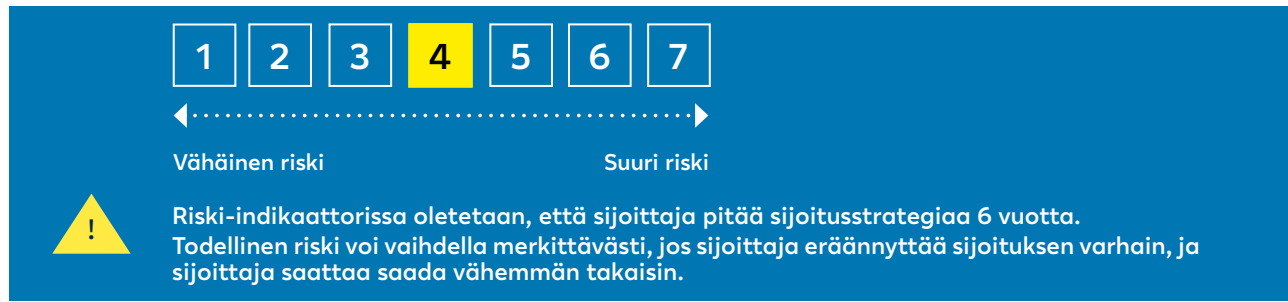 1 2 3 4 5 6 7
Vähäinen riski Suuri riski
!
Riski-indikaattorissa oletetaan, että sijoittaja pitää sijoitusstrategiaa 6 vuotta.
Todellinen riski voi vaihdella merkittävästi, jos sijoittaja eräännyttää sijoituksen varhain, ja
sijoittaja saattaa saada vähemmän takaisin.